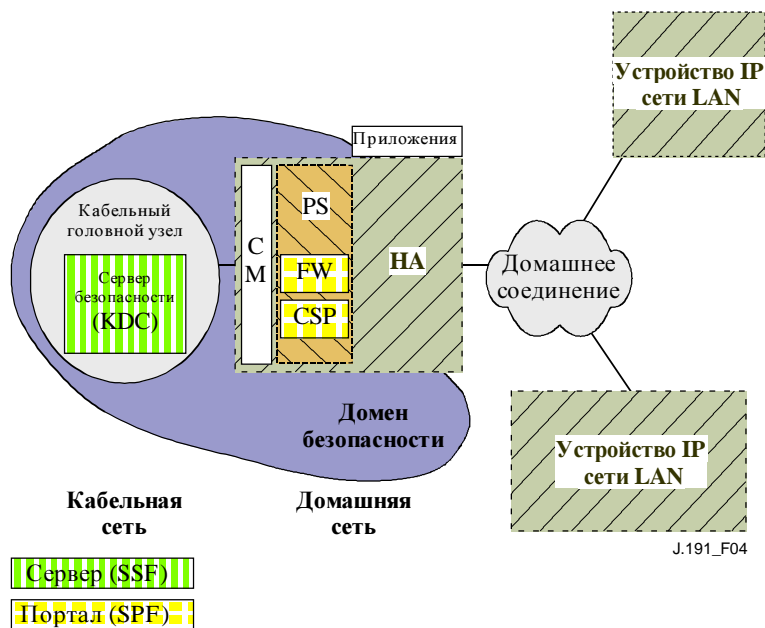 Устройство IP
сети LAN
Приложения
Кабельный
головной узел
Сервер
безопасности
(KDC)
С
М
PS
FW
CSP
НА
Домашнее
соединение
Домен
безопасности
Устройство IP
сети LAN
Кабельная
сеть
Домашняя
сеть
J.191_F04
Сервер (SSF)
Портал (SPF)